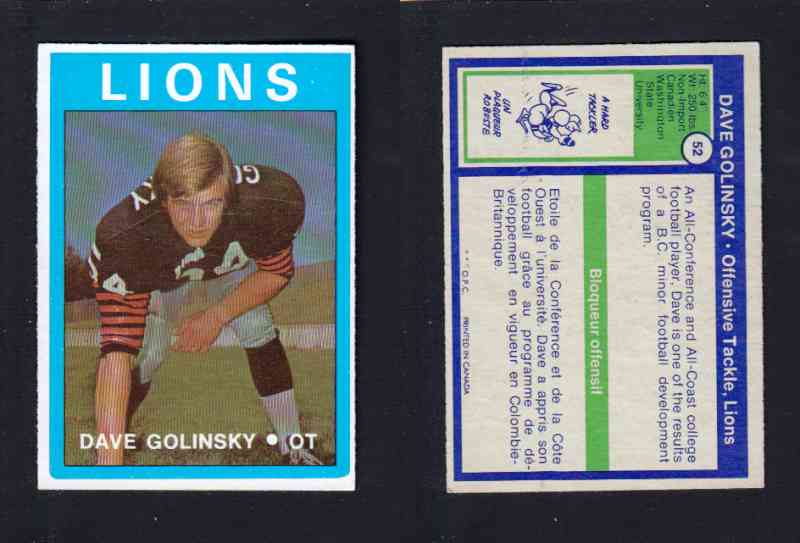 LIONS
GO
KY
54
54
DAVE GOLINSKY • OT
DAVE GOLINSKY • Offensive Tackle, Lions
52
Ht: 6'4"
Wt: 250 lbs.
Non-Import
Canadian
Washington
State
University
A HARD
TACKLER
UN
PLAQUEUR
ROBUSTE
An All-Conference and All-Coast college
football player, Dave is one of the results
of a B.C. minor football development
program.
Bloqueur offensif
Etoile de la Conférence et de la Côte
Ouest à l'université. Dave a appris son
football grâce au programme de dé-
veloppement en vigueur en Colombie-
Britannique.
* * O.P.C. PRINTED IN CANADA